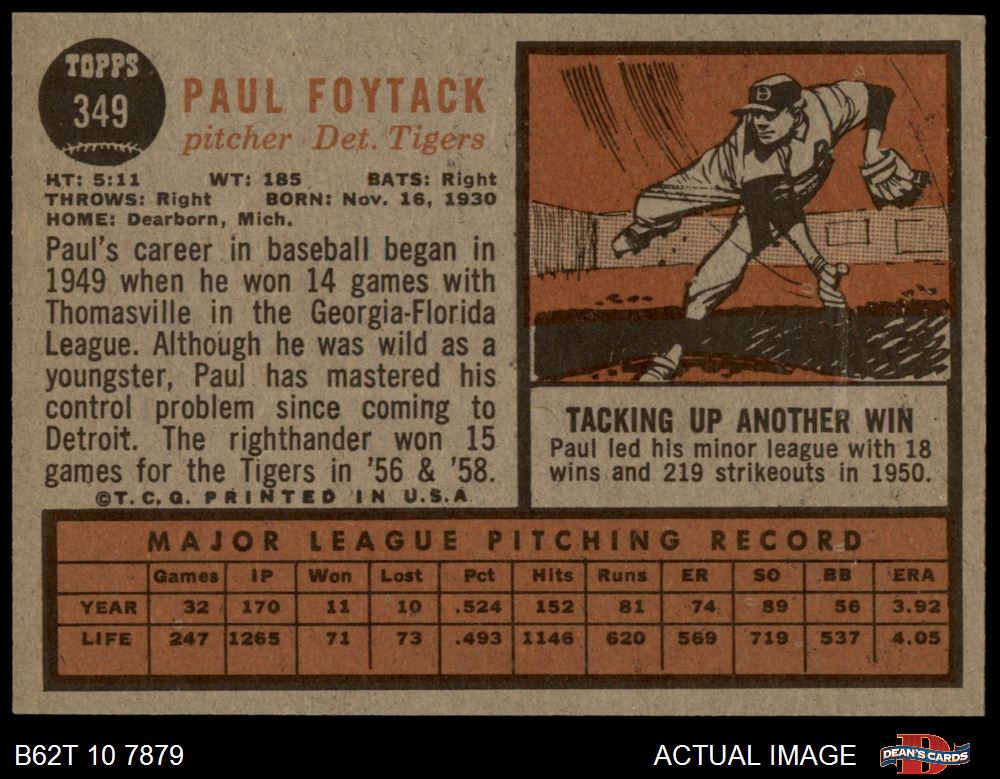 TOPPS
349
PAUL FOYTACK
pitcher Det. Tigers
HT: 5:11 WT: 185 BATS: Right
THROWS: Right BORN: Nov. 16, 1930
HOME: Dearborn, Mich.
Paul's career in baseball began in
1949 when he won 14 games with
Thomasville in the Georgia-Florida
League. Although he was wild as a
youngster, Paul has mastered his
control problem since coming to
Detroit. The righthander won 15
games for the Tigers in '56 & '58.
©T.C.G. PRINTED IN U.S.A
D
TACKING UP ANOTHER WIN
Paul led his minor league with 18
wins and 219 strikeouts in 1950.
MAJOR LEAGUE PITCHING RECORD
Games IP Won Lost Pct Hits Runs ER SO BB ERA
YEAR 32 170 11 10 .524 152 81 74 89 56 3.92
LIFE 247 1265 71 73 .493 1146 620 569 719 537 4.05
B62T 10 7879
ACTUAL IMAGE
D
DEAN'S CARDS